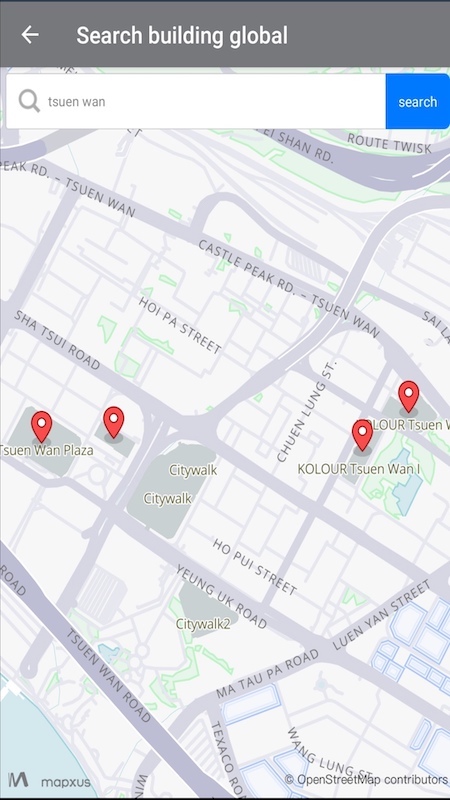 Search building global
tsuen wan
search
ROUTE TWISK
EI SHAN RD.
PEAK RD. – TSUEN WAN
CASTLE PEAK RD. – TSUEN WAN
HOI PA STREET
SHA TSUI ROAD
SAI LA
CHUEN LUNG ST.
LOUR Tsuen W
Tsuen Wan Plaza
KOLOUR Tsuen Wan I
Citywalk
Citywalk
HO PUI STREET
YEUNG UK ROAD
Citywalk2
ROAD
TSUEN WAN ROAD
LUEN YAN STREET
MA TAU PA ROAD
TEXACO ROAD
WANG LUNG ST.
WIN
mapxus
© OpenStreetMap contributors